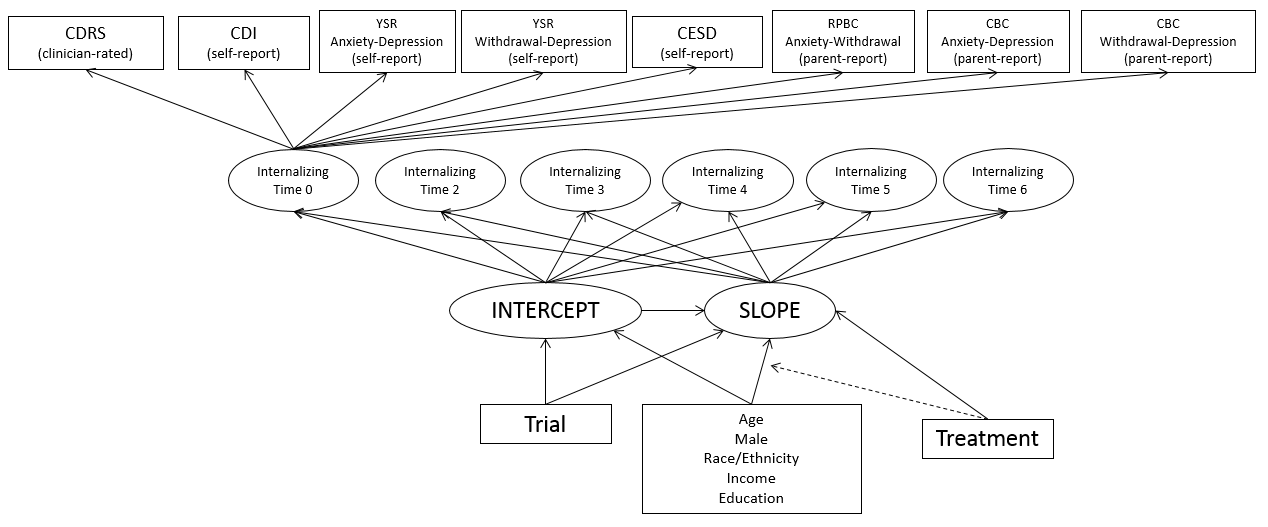 CDRS
(clinician-rated)
CDI
(self-report)
YSR
Anxiety-Depression
(self-report)
YSR
Withdrawal-Depression
(self-report)
CESD
(self-report)
RPBC
Anxiety-Withdrawal
(parent-report)
CBC
Anxiety-Depression
(parent-report)
CBC
Withdrawal-Depression
(parent-report)
Internalizing
Time 0
Internalizing
Time 2
Internalizing
Time 3
Internalizing
Time 4
Internalizing
Time 5
Internalizing
Time 6
INTERCEPT
SLOPE
Trial
Age
Male
Race/Ethnicity
Income
Education
Treatment